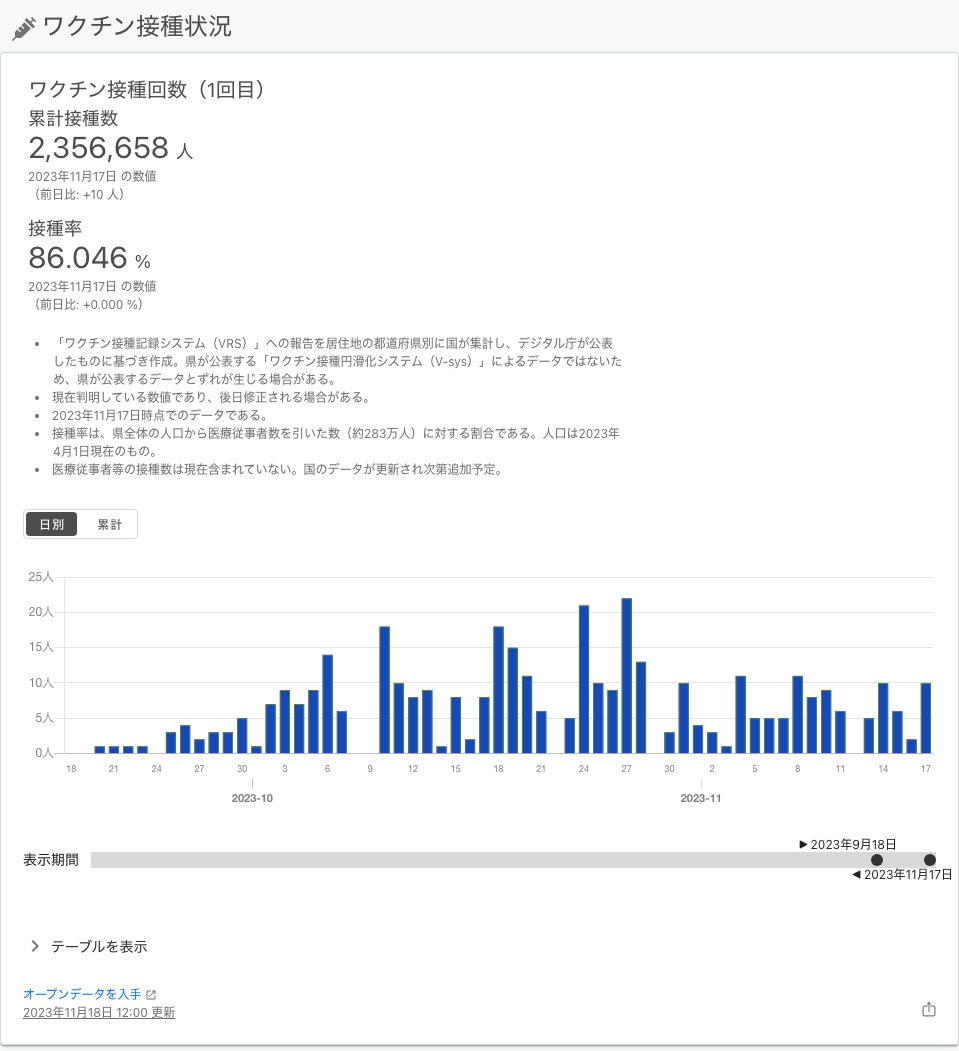 ワクチン接種状況
ワクチン接種回数（1回目）
累計接種数
2,356,658 人
2023年11月17日 の数値
（前日比: +10 人）
接種率
86.046 %
2023年11月17日 の数値
（前日比: +0.000 %）
• 「ワクチン接種記録システム（VRS）」への報告を居住地の都道府県別に国が集計し、デジタル庁が公表
したものに基づき作成。県が公表する「ワクチン接種円滑化システム（V-sys）」によるデータではないた
め、県が公表するデータとずれが生じる場合がある。
• 現在判明している数値であり、後日修正される場合がある。
• 2023年11月17日時点でのデータである。
• 接種率は、県全体の人口から医療従事者数を引いた数（約283万人）に対する割合である。人口は2023年
4月1日現在のもの。
• 医療従事者等の接種数は現在含まれていない。国のデータが更新され次第追加予定。
日別 累計
25人
20人
15人
10人
5人
0人
18 21 24 27 30 3 6 9 12 15 18 21 24 27 30 2 5 8 11 14 17
2023-10 2023-11
▶ 2023年9月18日
表示期間
◀ 2023年11月17日
テーブルを表示
オープンデータを入手
2023年11月18日 12:00 更新